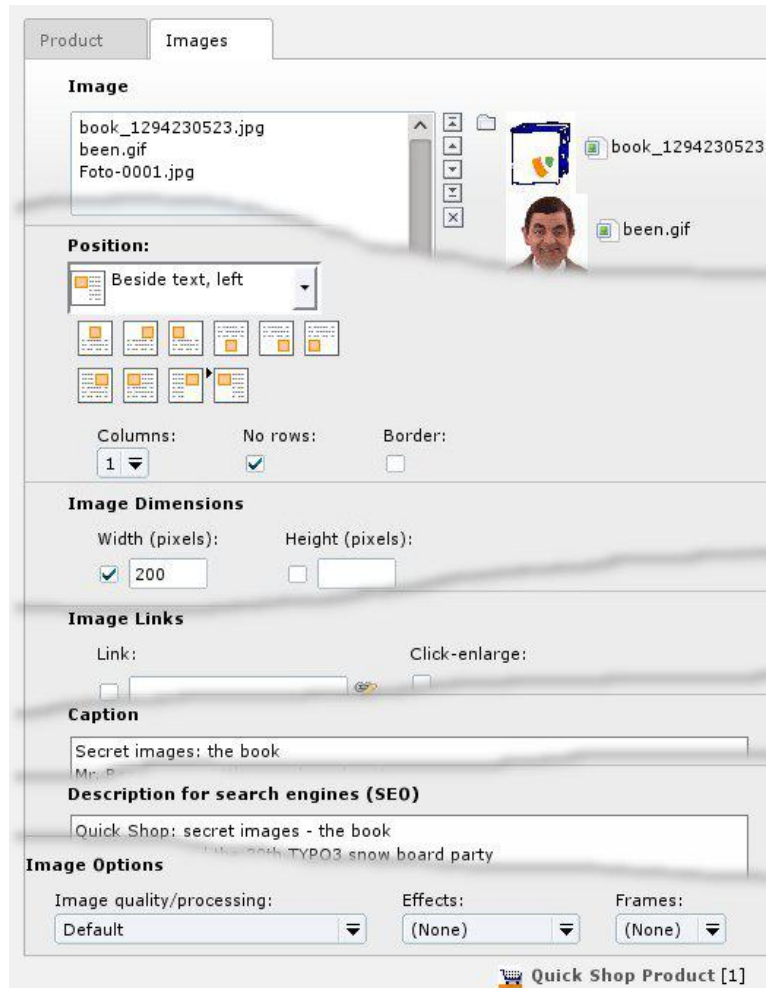 Product Images
Image
book_1294230523.jpg
been.gif
Foto-0001.jpg
book_1294230523
been.gif
Position:
Beside text, left
Columns: No rows: Border:
1
Image Dimensions
Width (pixels): Height (pixels):
200
Image Links
Link: Click-enlarge:
Caption
Secret images: the book
Mr.
Description for search engines (SEO)
Quick Shop: secret images - the book
the 20th TYPO3 snow board party
Image Options
Image quality/processing: Effects: Frames:
Default (None) (None)
Quick Shop Product [1]